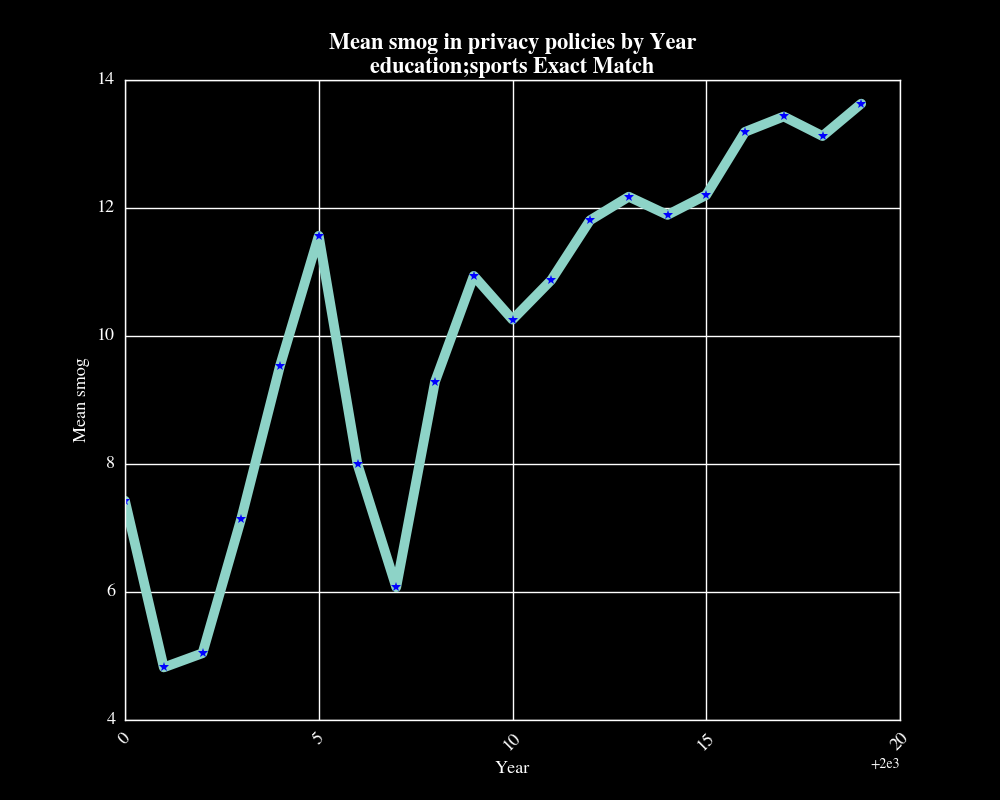 Mean smog in privacy policies by Year
education;sports Exact Match
14
12
10
8
6
4
Mean smog
0
5
10
15
20
Year
+2e3